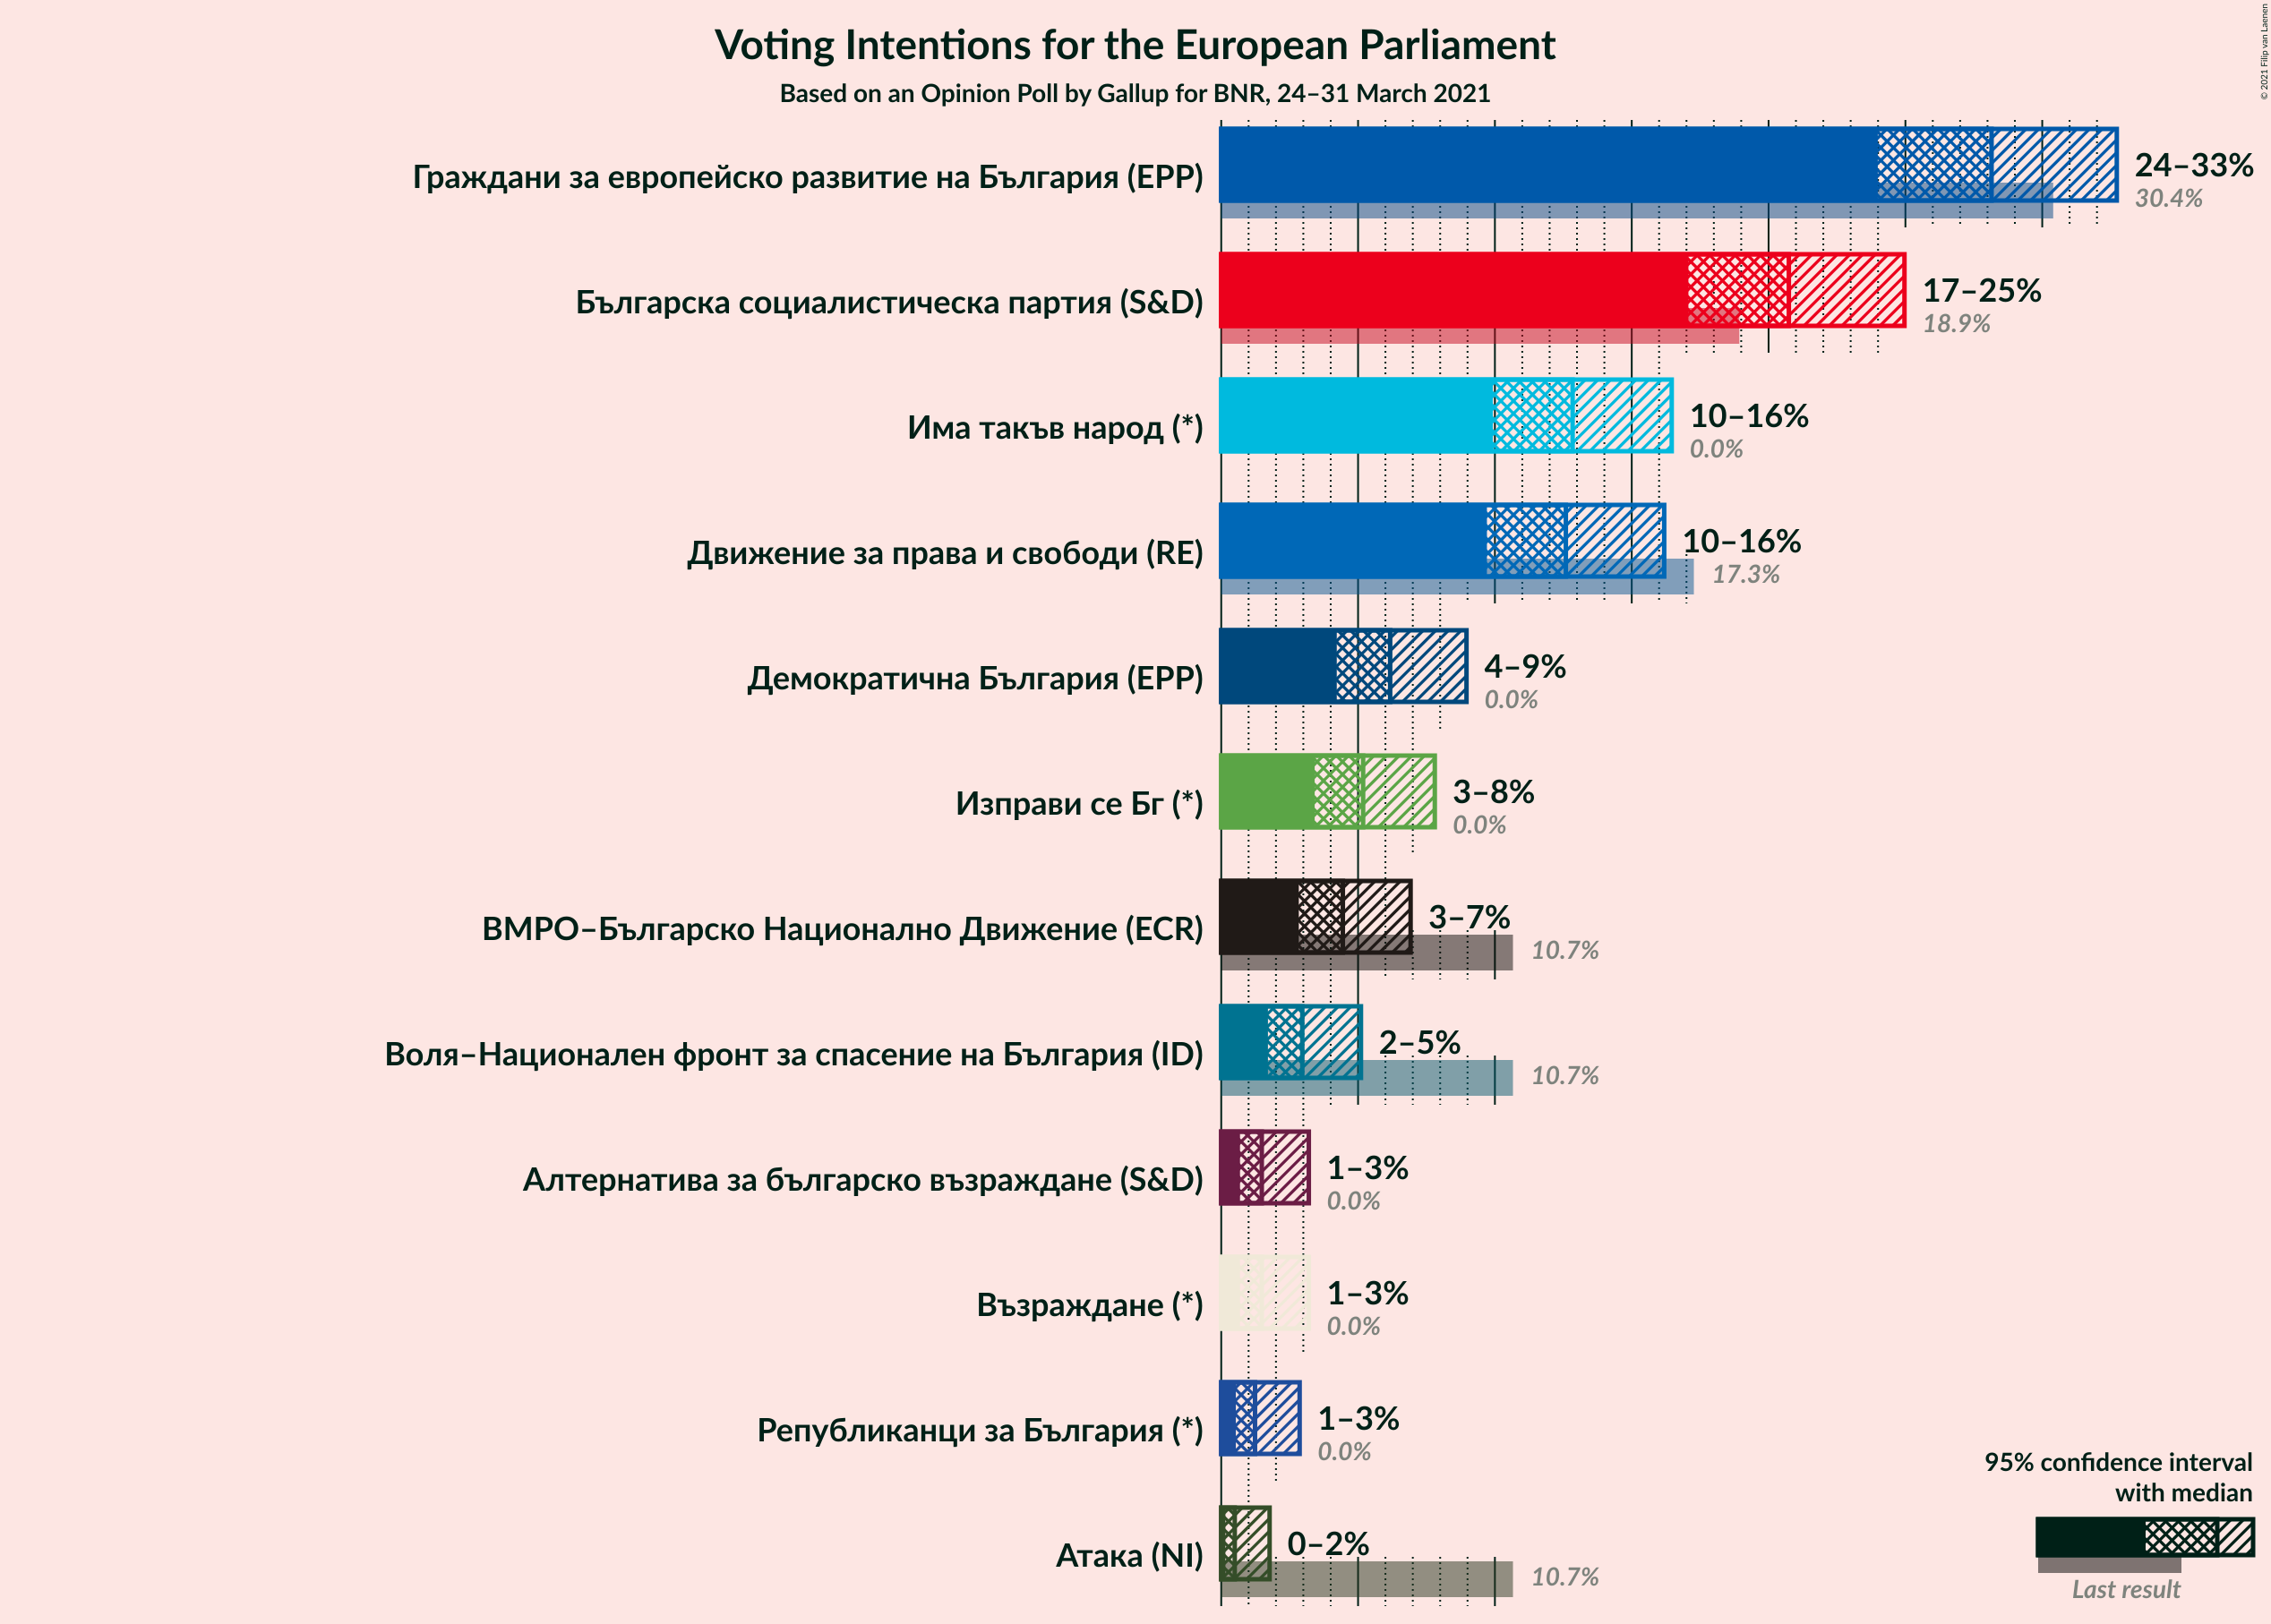 Voting Intentions for the European Parliament
Based on an Opinion Poll by Gallup for BNR, 24–31 March 2021
© 2021 Filip van Laenen
Граждани за европейско развитие на България (EPP)
24–33%
30.4%
Българска социалистическа партия (S&D)
17–25%
18.9%
Има такъв народ (*)
10–16%
0.0%
Движение за права и свободи (RE)
10–16%
17.3%
Демократична България (EPP)
4–9%
0.0%
Изправи се Бг (*)
3–8%
0.0%
ВМРО–Българско Национално Движение (ECR)
3–7%
10.7%
Воля–Национален фронт за спасение на България (ID)
2–5%
10.7%
Алтернатива за българско възраждане (S&D)
1–3%
0.0%
Възраждане (*)
1–3%
0.0%
Републиканци за България (*)
1–3%
0.0%
Атака (NI)
0–2%
10.7%
95% confidence interval
with median
Last result